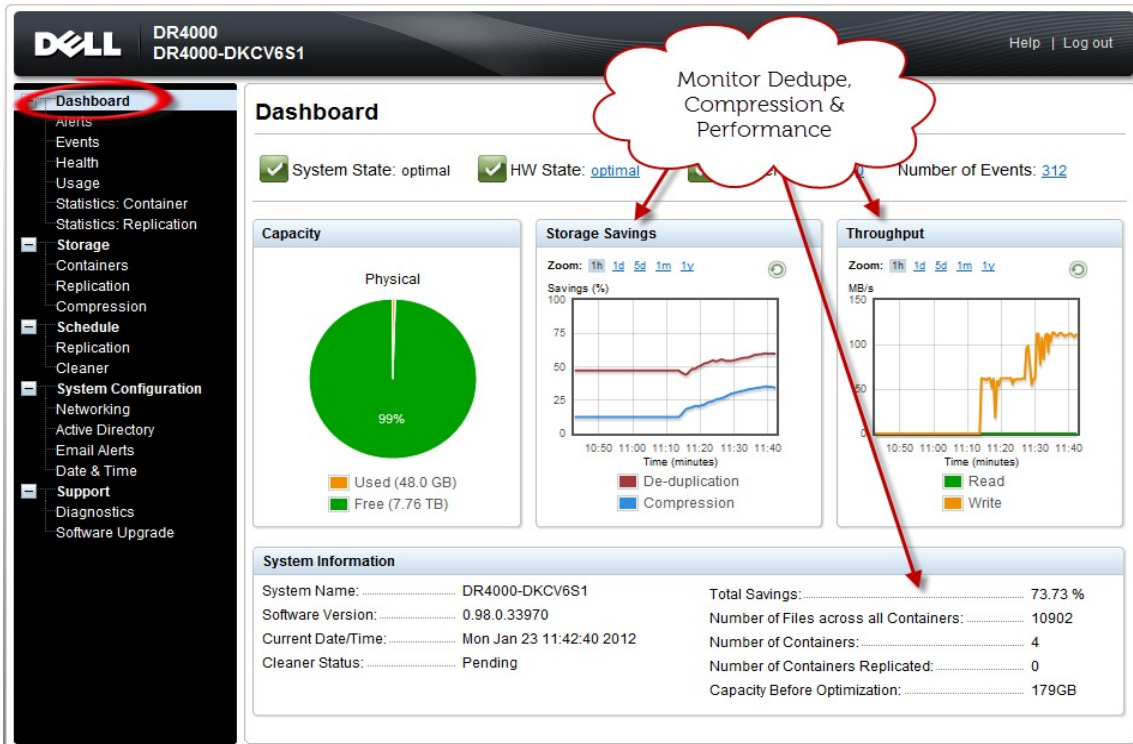 DELL
DR4000
DR4000-DKCV6S1
Help | Log out
Monitor Dedupe,
Compression &
Performance
Dashboard
Alerts
Events
Health
Usage
Statistics: Container
Statistics: Replication
Storage
Containers
Replication
Compression
Schedule
Replication
Cleaner
System Configuration
Networking
Active Directory
Email Alerts
Date & Time
Support
Diagnostics
Software Upgrade
Dashboard
System State: optimal
HW State: optimal
Number of Events: 312
Capacity
Physical
99%
Used (48.0 GB)
Free (7.76 TB)
Storage Savings
Zoom: 1h 1d 5d 1m 1y
Savings (%)
100
75
50
25
0
10:50 11:00 11:10 11:20 11:30 11:40
Time (minutes)
De-duplication
Compression
Throughput
Zoom: 1h 1d 5d 1m 1y
MB/s
150
100
50
0
10:50 11:00 11:10 11:20 11:30 11:40
Time (minutes)
Read
Write
System Information
System Name: DR4000-DKCV6S1
Software Version: 0.98.0.33970
Current Date/Time: Mon Jan 23 11:42:40 2012
Cleaner Status: Pending
Total Savings: 73.73 %
Number of Files across all Containers: 10902
Number of Containers: 4
Number of Containers Replicated: 0
Capacity Before Optimization: 179GB